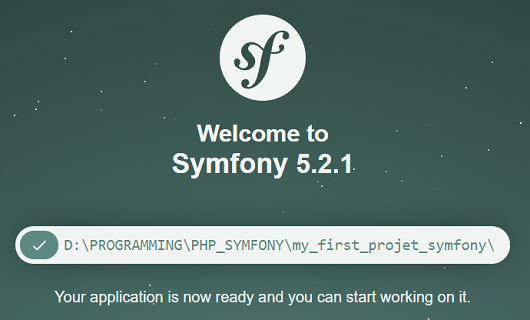 sf
Welcome to
Symfony 5.2.1
D:\PROGRAMMING\PHP_SYMFONY\my_first_projet_symfony\
Your application is now ready and you can start working on it.